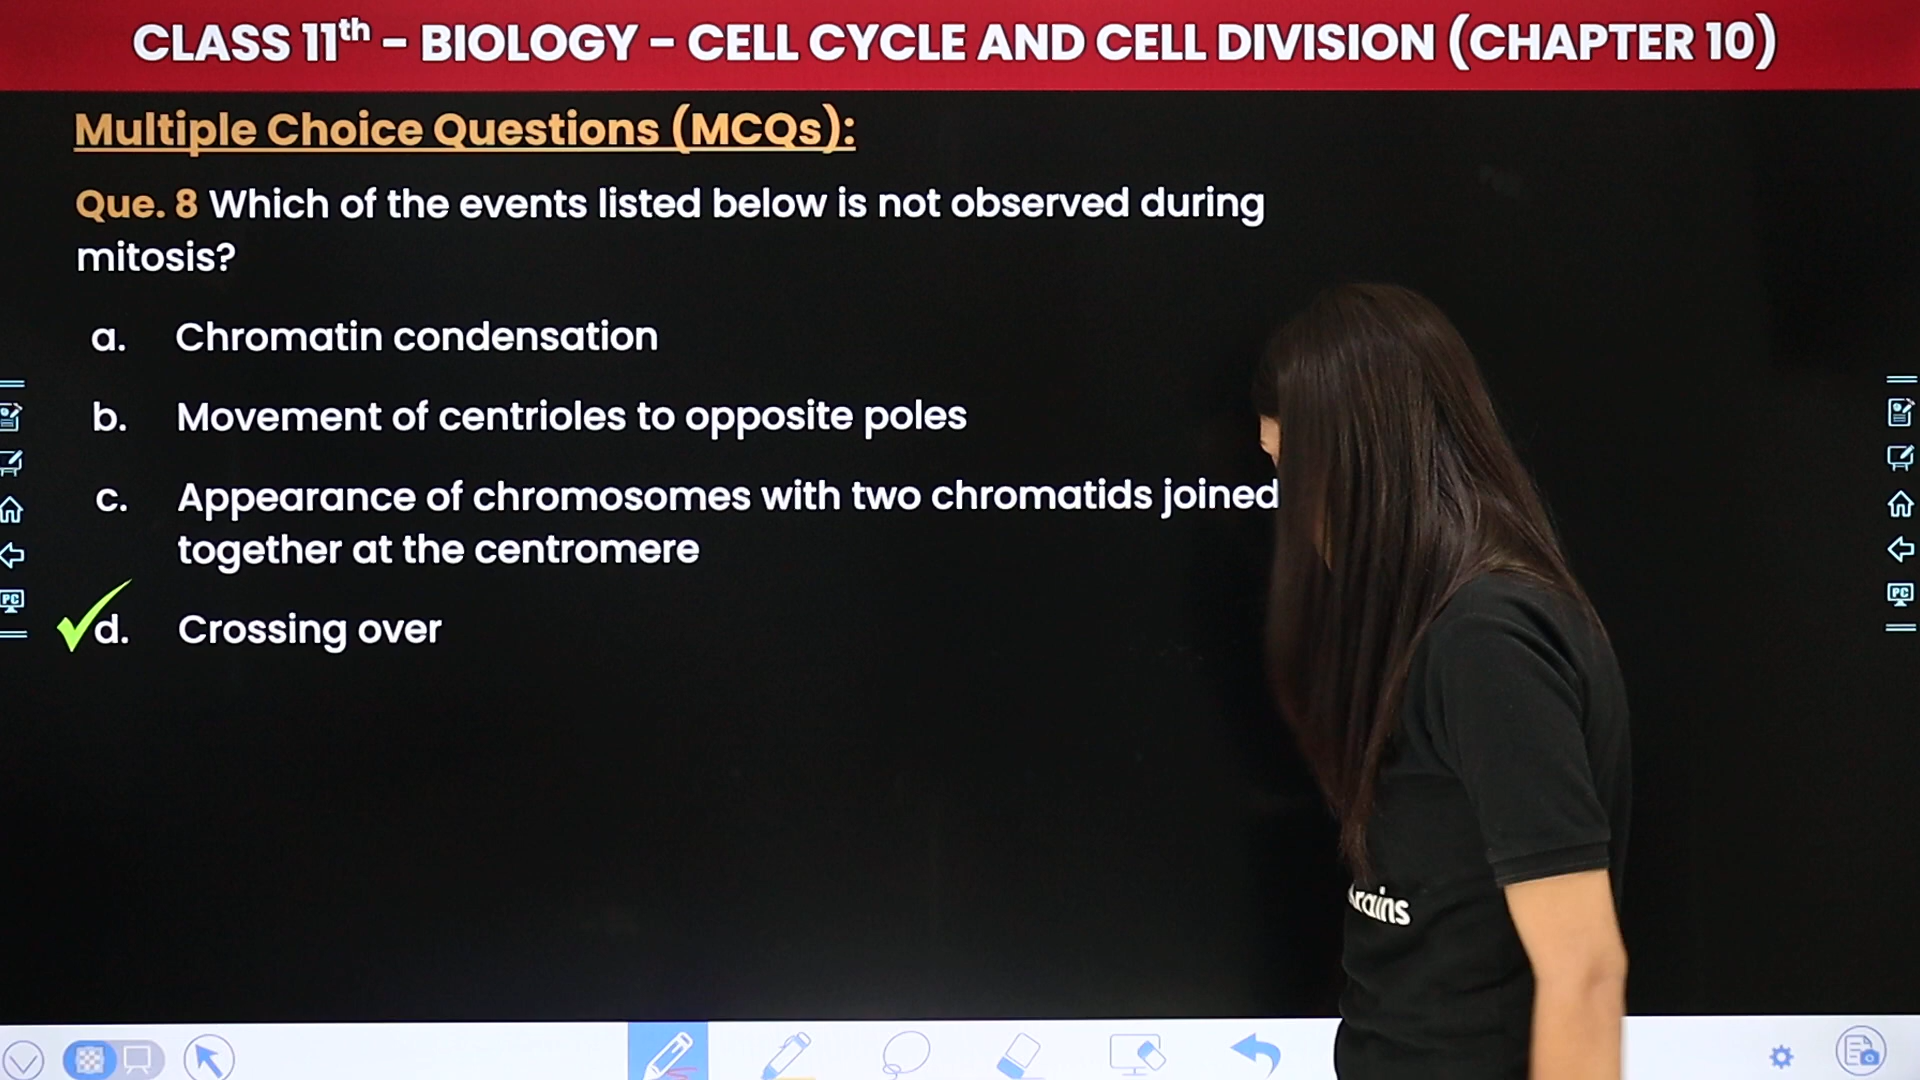 CLASS 11th - BIOLOGY - CELL CYCLE AND CELL DIVISION (CHAPTER 10)
Multiple Choice Questions (MCQs):
Que. 8 Which of the events listed below is not observed during
mitosis?
a. Chromatin condensation
b. Movement of centrioles to opposite poles
c. Appearance of chromosomes with two chromatids joined
together at the centromere
d. Crossing over
PC
PC